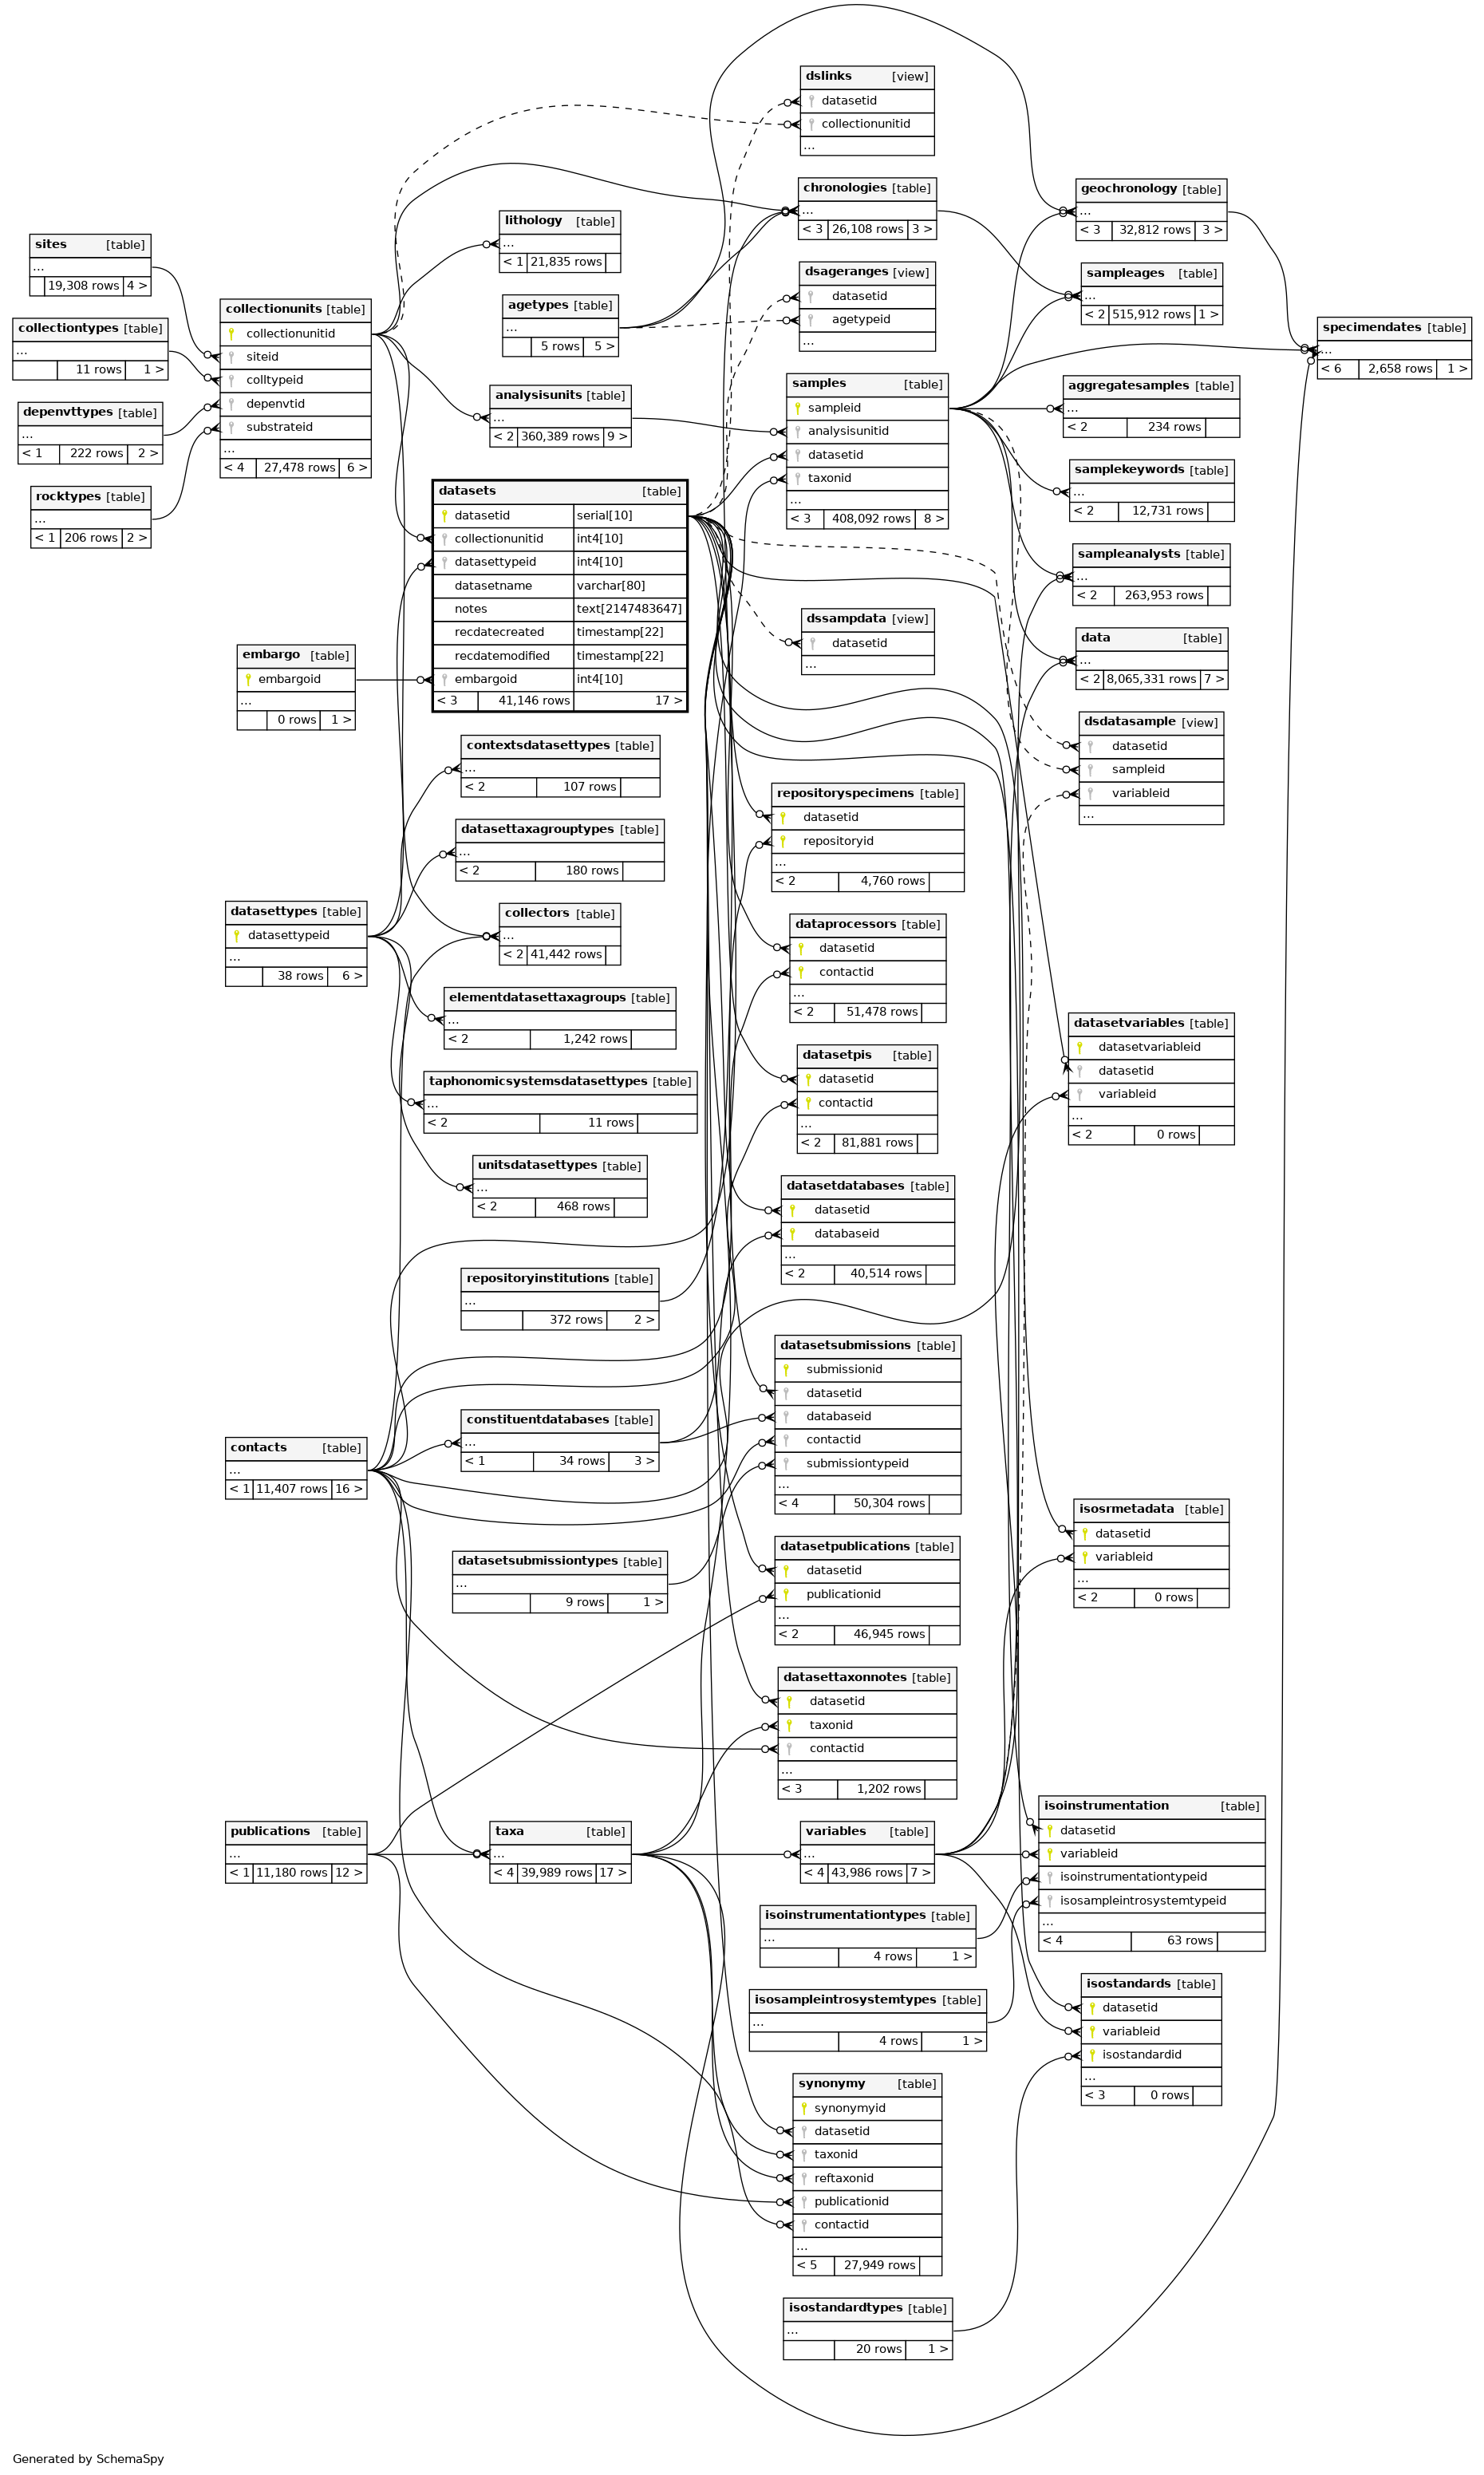 sites [table]
...
19,308 rows 4 >
collectiontypes [table]
...
11 rows 1 >
depenvttypes [table]
...
< 1 222 rows 2 >
rocktypes [table]
...
< 1 206 rows 2 >
collectionunits [table]
collectionunitid
siteid
colltypeid
depenvtid
substrateid
...
< 4 27,478 rows 6 >
embargo [table]
embargoid
...
0 rows 1 >
datasettypes [table]
datasettypeid
...
38 rows 6 >
contacts [table]
...
< 1 11,407 rows 16 >
publications [table]
...
< 1 11,180 rows 12 >
lithology [table]
...
< 1 21,835 rows
agetypes [table]
...
5 rows 5 >
analysisunits [table]
...
< 2 360,389 rows 9 >
datasets [table]
datasetid serial[10]
collectionunitid int4[10]
datasettypeid int4[10]
datasetname varchar[80]
notes text[2147483647]
recdatecreated timestamp[22]
recdatemodified timestamp[22]
embargoid int4[10]
< 3 41,146 rows 17 >
contextsdatasettypes [table]
...
< 2 107 rows
datasettaxagrouptypes [table]
...
< 2 180 rows
collectors [table]
...
< 2 41,442 rows
elementdatasettaxagroups [table]
...
< 2 1,242 rows
taphonomicsystemsdatasettypes [table]
...
< 2 11 rows
unitsdatasettypes [table]
...
< 2 468 rows
repositoryinstitutions [table]
...
372 rows 2 >
constituentdatabases [table]
...
< 1 34 rows 3 >
datasetsubmissiontypes [table]
...
9 rows 1 >
taxa [table]
...
< 4 39,989 rows 17 >
dslinks [view]
datasetid
collectionunitid
...
chronologies [table]
...
< 3 26,108 rows 3 >
dsageranges [view]
datasetid
agetypeid
...
samples [table]
sampleid
analysisunitid
datasetid
taxonid
...
< 3 408,092 rows 8 >
dssampdata [view]
datasetid
...
repositoryspecimens [table]
datasetid
repositoryid
...
< 2 4,760 rows
dataprocessors [table]
datasetid
contactid
...
< 2 51,478 rows
datasetpis [table]
datasetid
contactid
...
< 2 81,881 rows
datasetdatabases [table]
datasetid
databaseid
...
< 2 40,514 rows
datasetsubmissions [table]
submissionid
datasetid
databaseid
contactid
submissiontypeid
...
< 4 50,304 rows
datasetpublications [table]
datasetid
publicationid
...
< 2 46,945 rows
datasettaxonnotes [table]
datasetid
taxonid
contactid
...
< 3 1,202 rows
variables [table]
...
< 4 43,986 rows 7 >
isoinstrumentationtypes [table]
...
4 rows 1 >
isosampleintrosystemtypes [table]
...
4 rows 1 >
synonymy [table]
synonymyid
datasetid
taxonid
reftaxonid
publicationid
contactid
...
< 5 27,949 rows
isostandardtypes [table]
...
20 rows 1 >
geochronology [table]
...
< 3 32,812 rows 3 >
sampleages [table]
...
< 2 515,912 rows 1 >
aggregatesamples [table]
...
< 2 234 rows
samplekeywords [table]
...
< 2 12,731 rows
sampleanalysts [table]
...
< 2 263,953 rows
data [table]
...
< 2 8,065,331 rows 7 >
dsdatasample [view]
datasetid
sampleid
variableid
...
datasetvariables [table]
datasetvariableid
datasetid
variableid
...
< 2 0 rows
isosrmetadata [table]
datasetid
variableid
...
< 2 0 rows
isoinstrumentation [table]
datasetid
variableid
isoinstrumentationtypeid
isosampleintrosystemtypeid
...
< 4 63 rows
isostandards [table]
datasetid
variableid
isostandardid
...
< 3 0 rows
specimendates [table]
...
< 6 2,658 rows 1 >
Generated by SchemaSpy